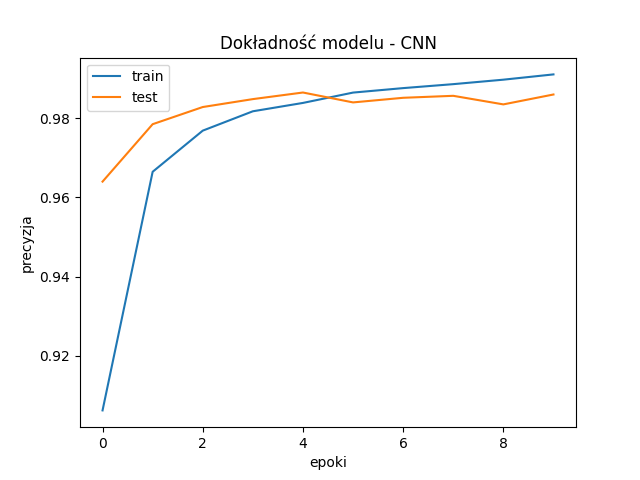 Dokładność modelu - CNN
train
test
precyzja
0.98
0.96
0.94
0.92
0
2
4
6
8
epoki